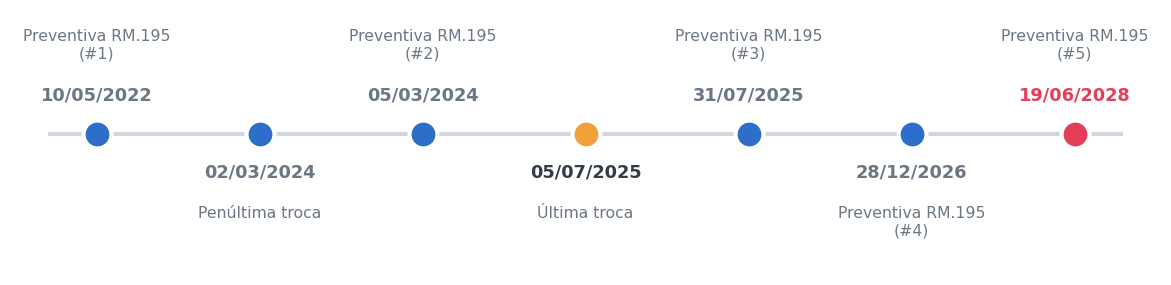 Preventiva RM.195
(#1)
10/05/2022
02/03/2024
Penúltima troca
Preventiva RM.195
(#2)
05/03/2024
05/07/2025
Última troca
Preventiva RM.195
(#3)
31/07/2025
28/12/2026
Preventiva RM.195
(#4)
Preventiva RM.195
(#5)
19/06/2028